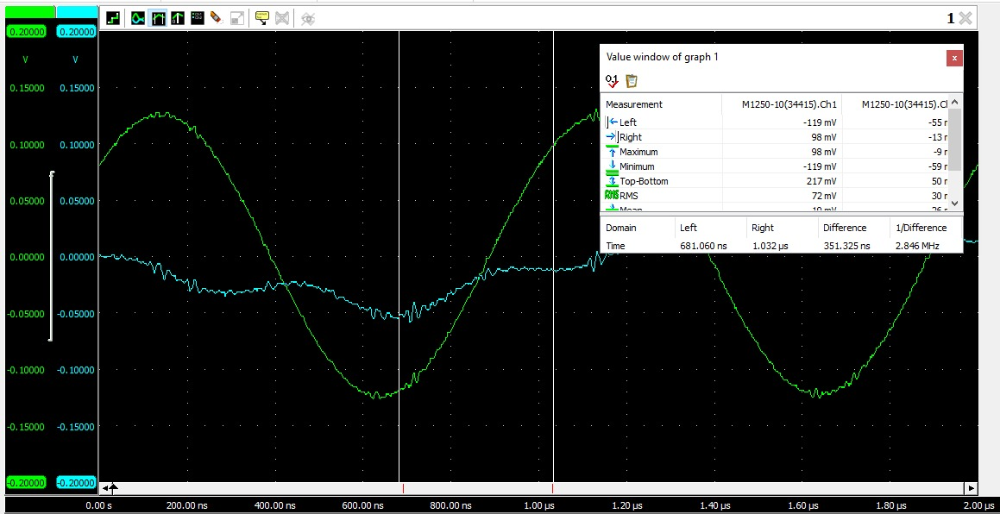 1
0.20000 0.20000
V V
0.15000 0.15000
0.10000 0.10000
0.05000 0.05000
0.00000 0.00000
-0.05000 -0.05000
-0.10000 -0.10000
-0.15000 -0.15000
-0.20000 -0.20000
Value window of graph 1
Measurement M1250-10(34415).Ch1 M1250-10(34415).Cl
Left -119 mV -55
Right 98 mV -13
Maximum 98 mV -9
Minimum -119 mV -59
Top-Bottom 217 mV 50
RMS RMS 72 mV 30
Mean 19 mV 26
Domain Left Right Difference 1/Difference
Time 681.060 ns 1.032 µs 351.325 ns 2.846 MHz
0.00 s 200.00 ns 400.00 ns 600.00 ns 800.00 ns 1.00 µs 1.20 µs 1.40 µs 1.60 µs 1.80 µs 2.00 µs